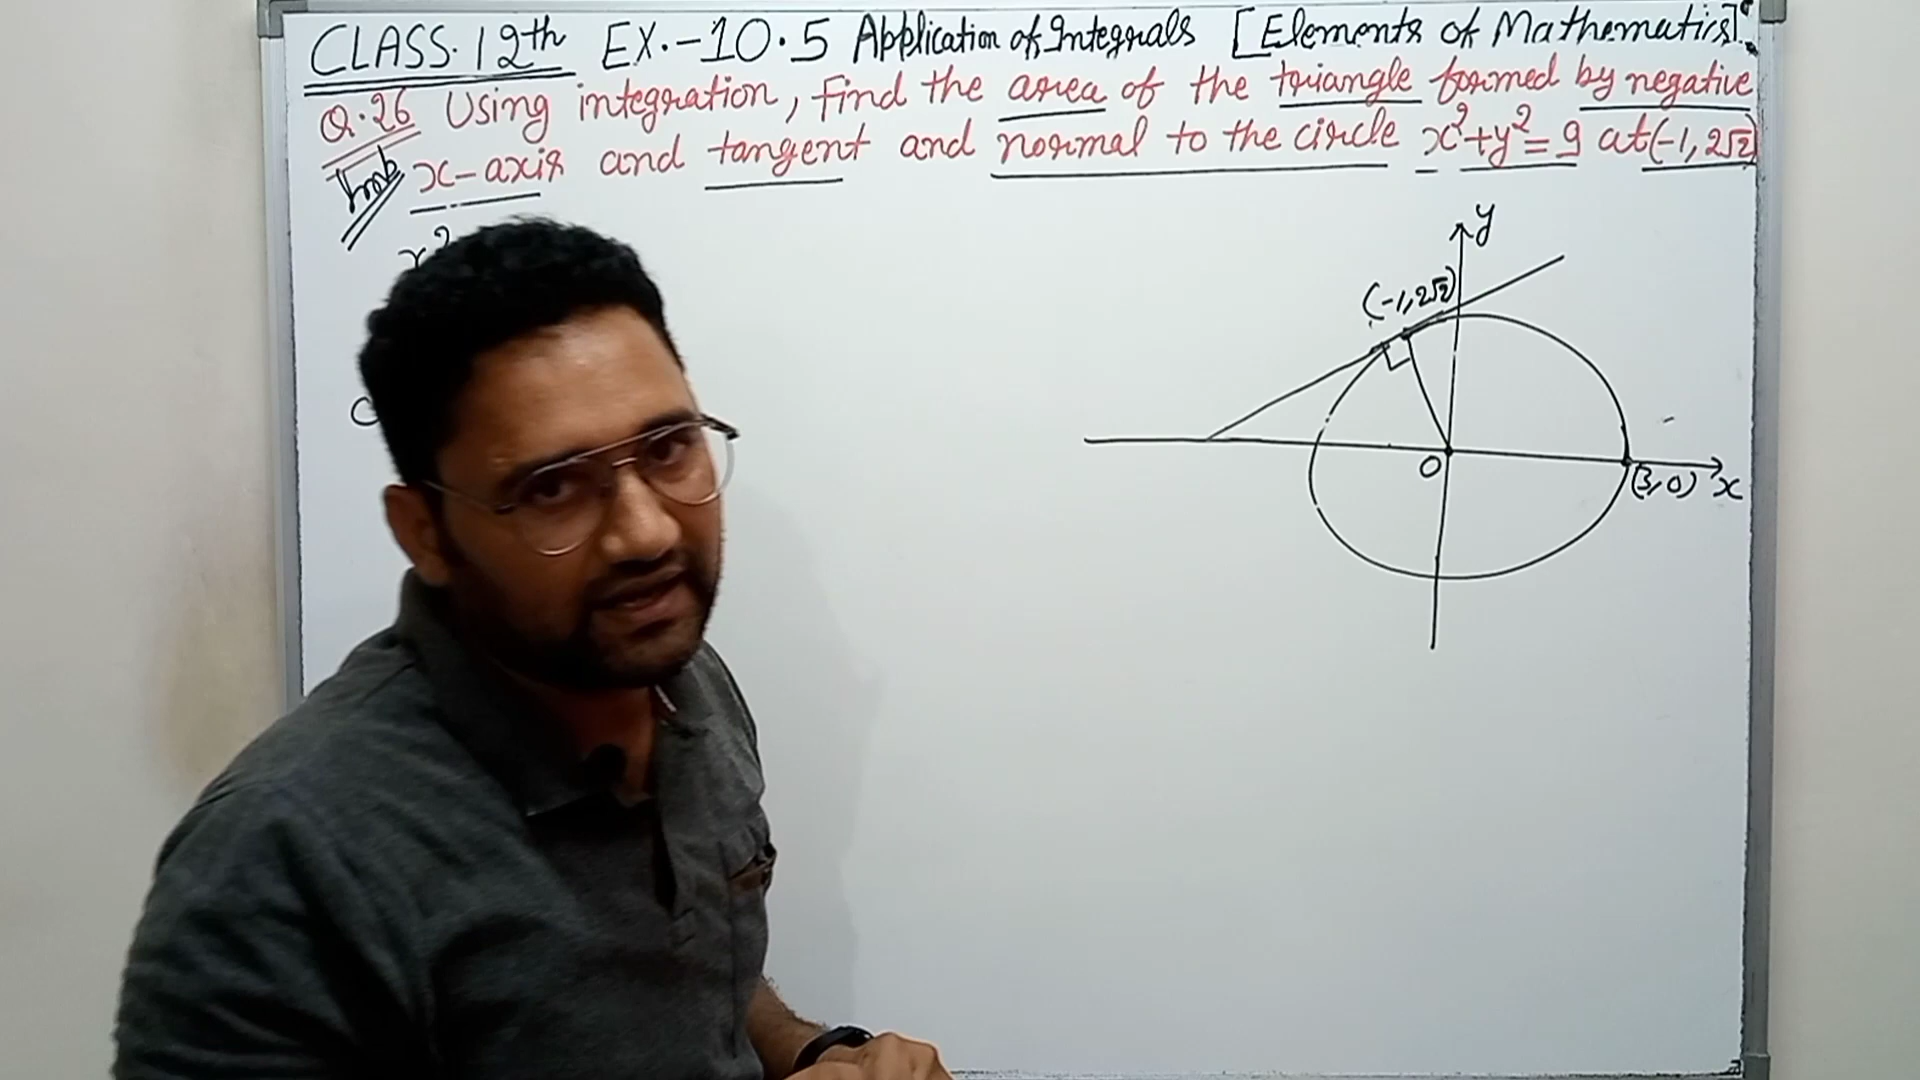 CLASS. 12th EX.-10.5 Application of Integrals [Elements of Mathematics]
Q.26 Using integration, Find the area of the triangle formed by negative
Imp x-axis and tangent and normal to the circle x²+y²=9 at (-1, 2√2)
x²
y
(-1, 2√2)
O
(3, 0) x